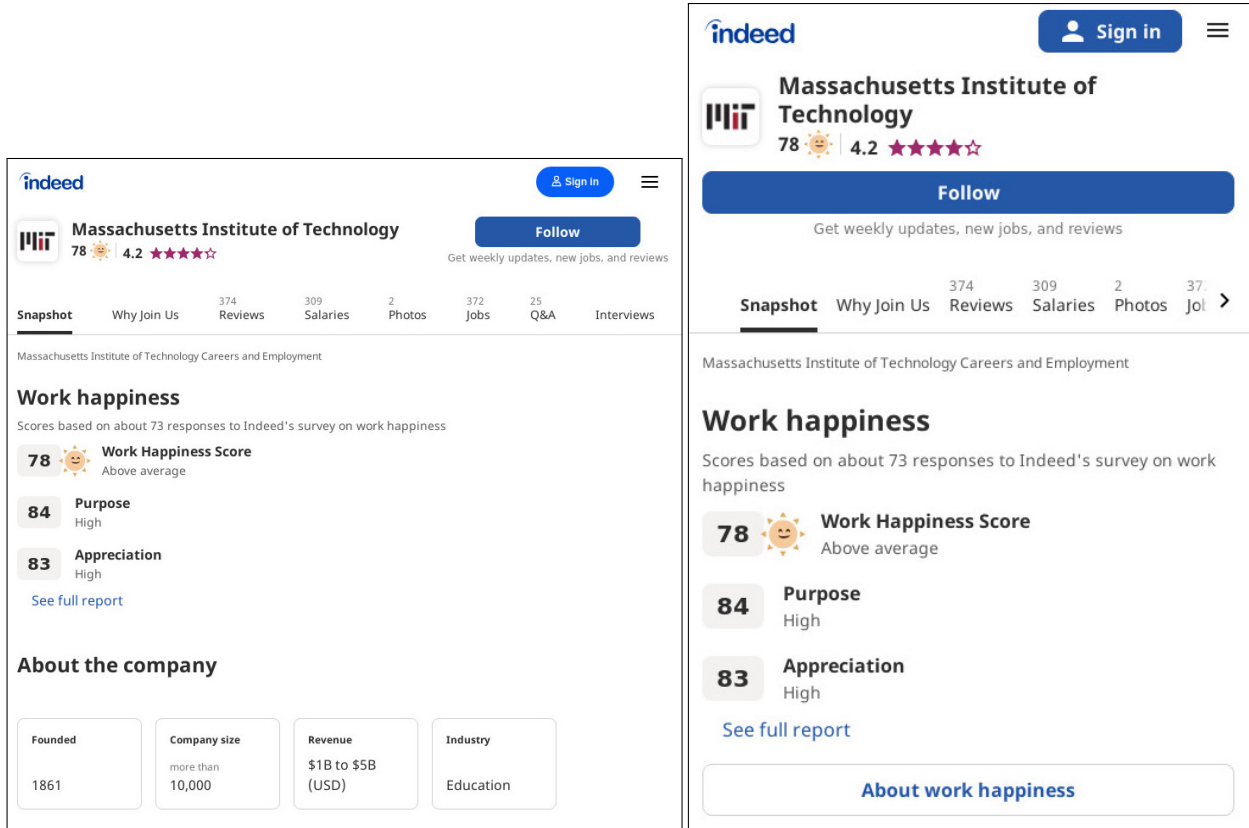 indeed
Sign in
MIT
Massachusetts Institute of Technology
78 4.2
Follow
Get weekly updates, new jobs, and reviews
Snapshot
Why Join Us
374
Reviews
309
Salaries
2
Photos
372
Jobs
25
Q&A
Interviews
Massachusetts Institute of Technology Careers and Employment
Work happiness
Scores based on about 73 responses to Indeed's survey on work happiness
78 Work Happiness Score
Above average
84 Purpose
High
83 Appreciation
High
See full report
About the company
Founded
1861
Company size
more than
10,000
Revenue
$1B to $5B
(USD)
Industry
Education
indeed
Sign in
MIT
Massachusetts Institute of
Technology
78 4.2
Follow
Get weekly updates, new jobs, and reviews
Snapshot
Why Join Us
374
Reviews
309
Salaries
2
Photos
Massachusetts Institute of Technology Careers and Employment
Work happiness
Scores based on about 73 responses to Indeed's survey on work
happiness
78 Work Happiness Score
Above average
84 Purpose
High
83 Appreciation
High
See full report
About work happiness